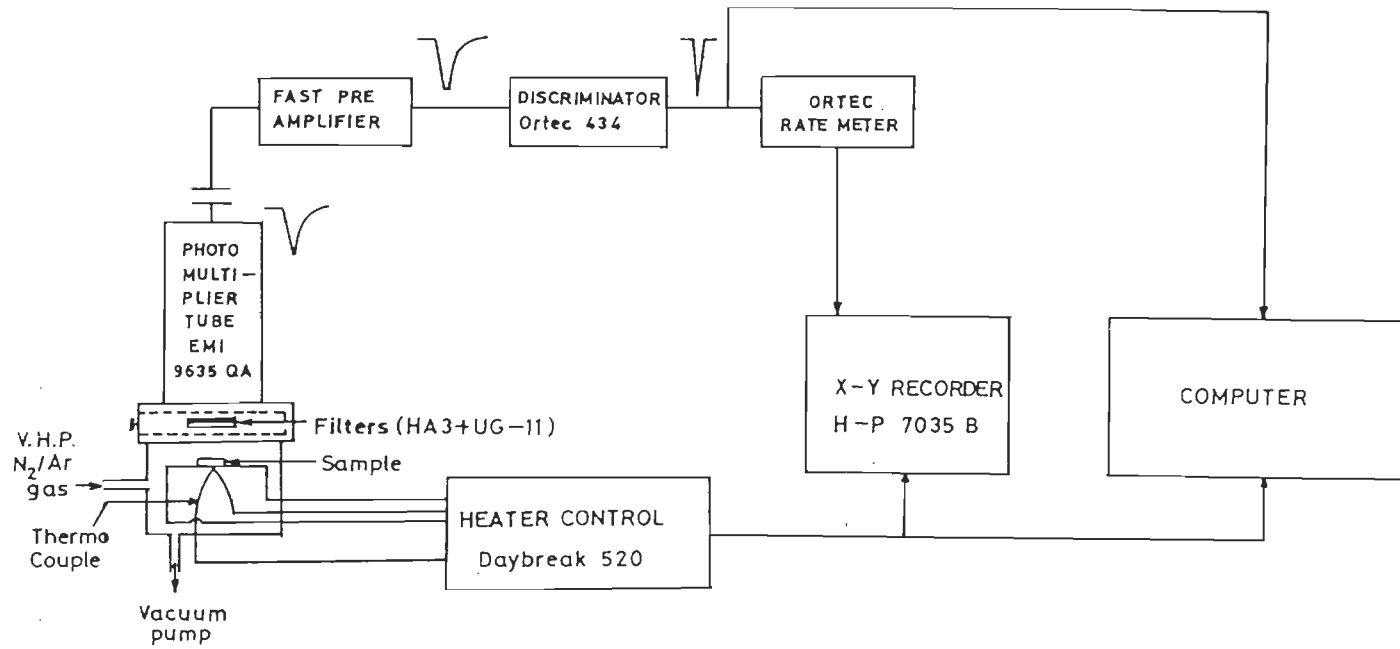 FAST PRE
AMPLIFIER
DISCRIMINATOR
Ortec 434
ORTEC
RATE METER
PHOTO
MULTI-
PLIER
TUBE
EMI
9635 QA
Filters (HA3+UG-11)
V.H.P.
N2/Ar
gas
Sample
Thermo
Couple
Vacuum
pump
HEATER CONTROL
Daybreak 520
X-Y RECORDER
H-P 7035 B
COMPUTER